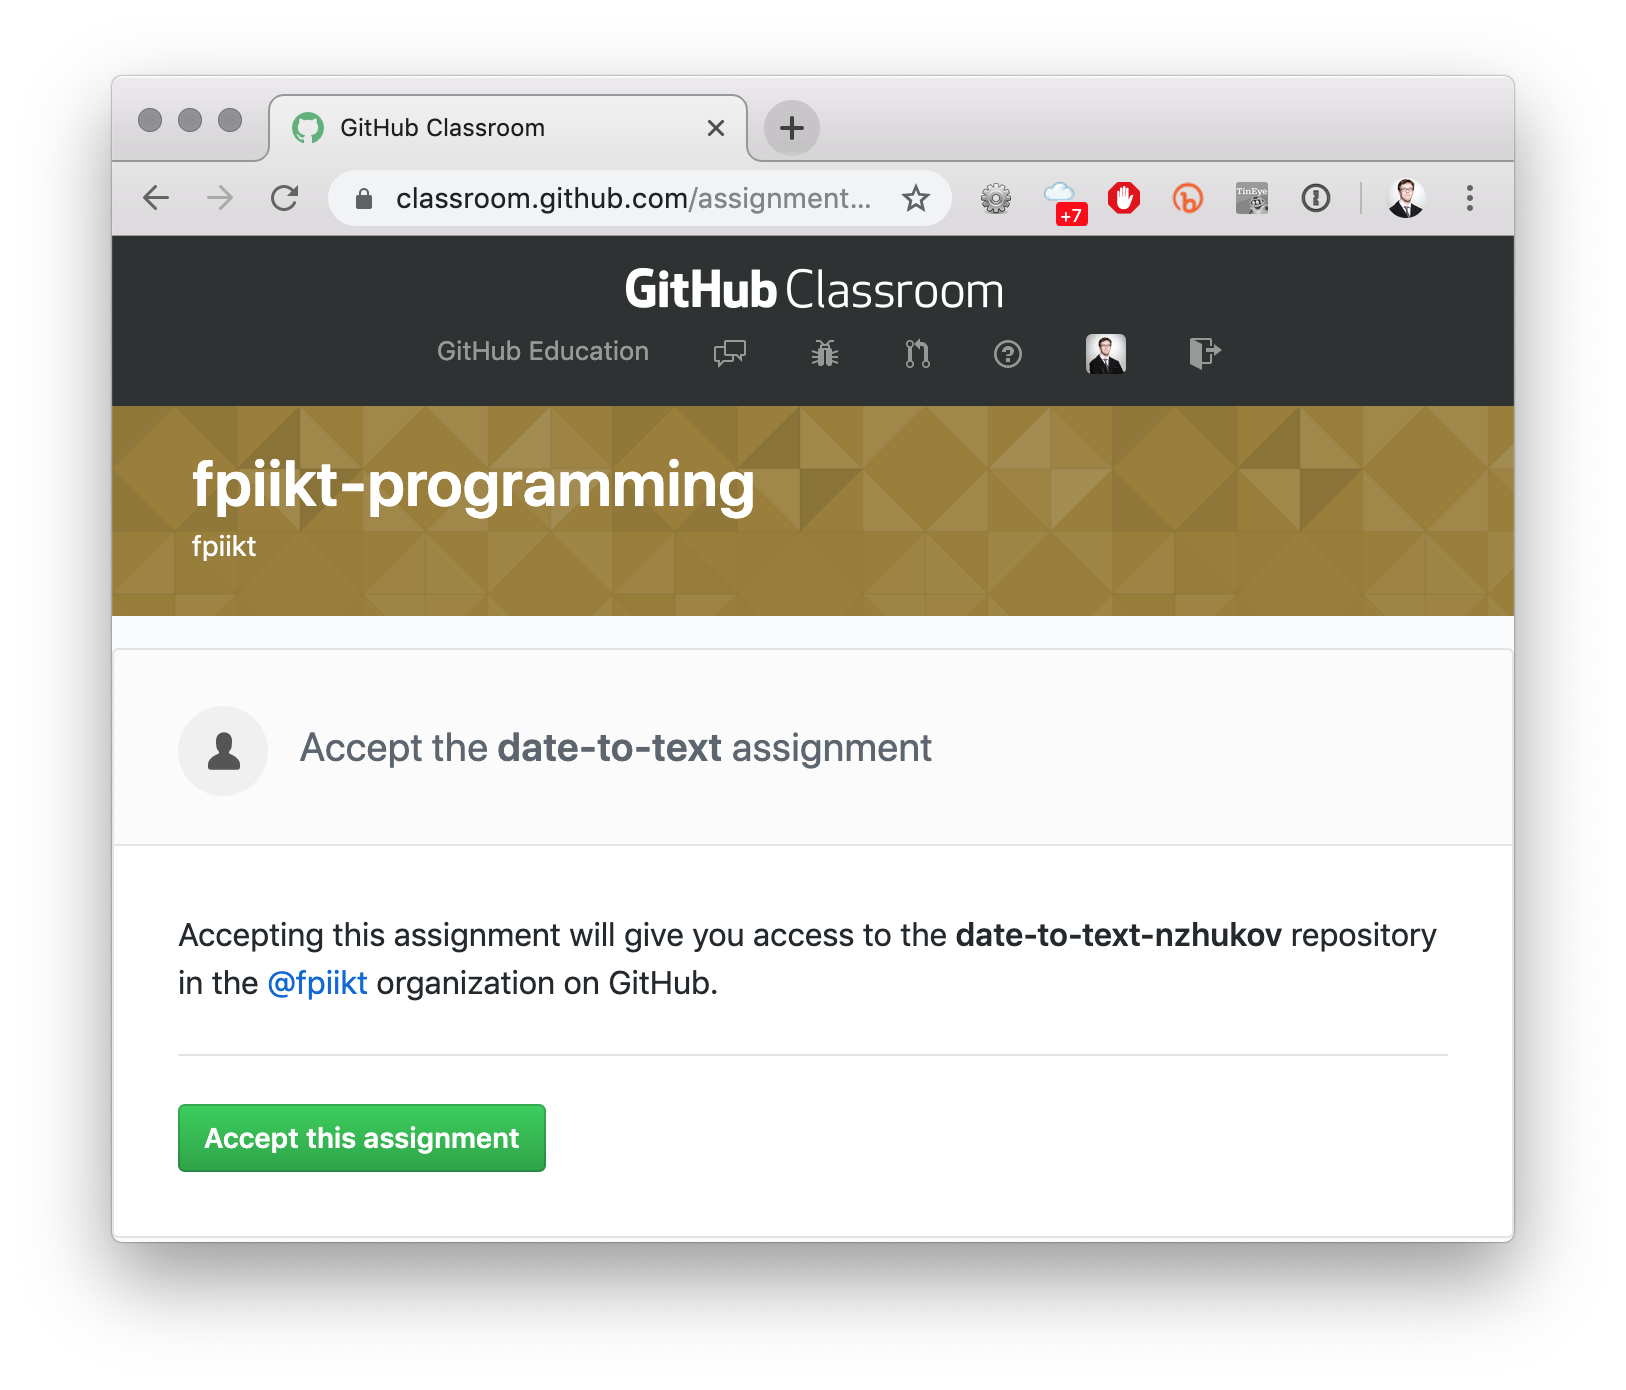 GitHub Classroom
classroom.github.com/assignment...
+7
TinEye
GitHub Classroom
GitHub Education
fpiikt-programming
fpiikt
Accept the date-to-text assignment
Accepting this assignment will give you access to the date-to-text-nzhukov repository
in the @fpiikt organization on GitHub.
Accept this assignment